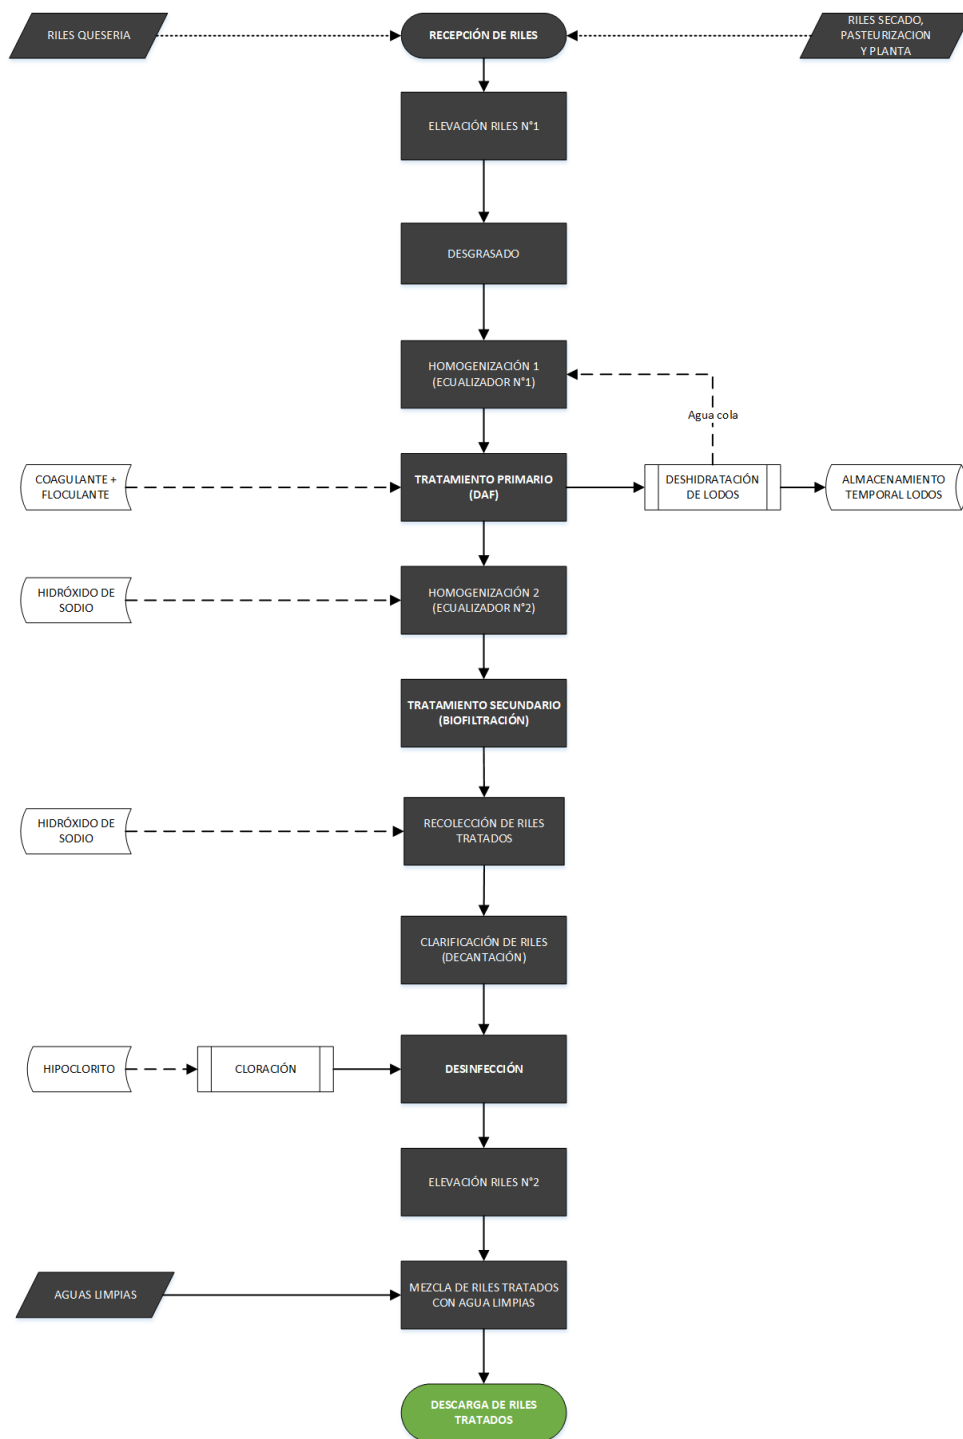 RILES QUESERIA
RECEPCIÓN DE RILES
RILES SECADO,
PASTEURIZACION
Y PLANTA
ELEVACIÓN RILES N°1
DESGRASADO
HOMOGENIZACIÓN 1
(ECUALIZADOR N°1)
Agua cola
COAGULANTE +
FLOCULANTE
TRATAMIENTO PRIMARIO
(DAF)
DESHIDRATACIÓN
DE LODOS
ALMACENAMIENTO
TEMPORAL LODOS
HIDRÓXIDO DE
SODIO
HOMOGENIZACIÓN 2
(ECUALIZADOR N°2)
TRATAMIENTO SECUNDARIO
(BIOFILTRACIÓN)
HIDRÓXIDO DE
SODIO
RECOLECCIÓN DE RILES
TRATADOS
CLARIFICACIÓN DE RILES
(DECANTACIÓN)
HIPOCLORITO
CLORACIÓN
DESINFECCIÓN
ELEVACIÓN RILES N°2
AGUAS LIMPIAS
MEZCLA DE RILES TRATADOS
CON AGUA LIMPIAS
DESCARGA DE RILES
TRATADOS